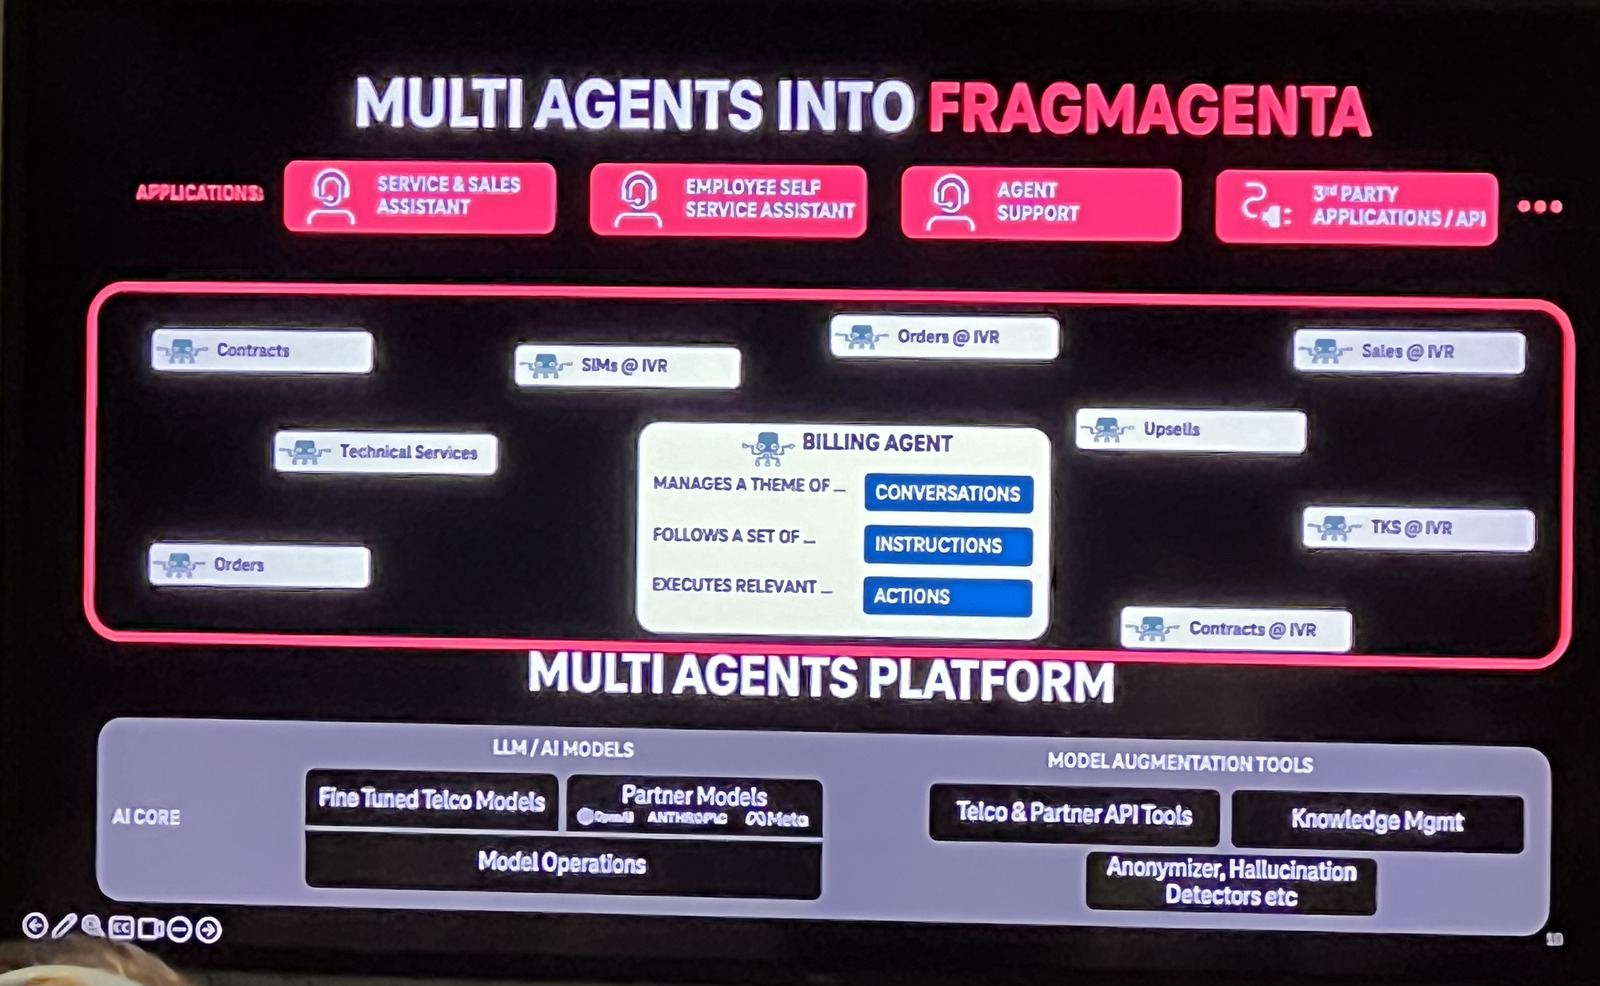 MULTI AGENTS INTO FRAGMAGENTA
APPLICATIONS:
SERVICE & SALES
ASSISTANT
EMPLOYEE SELF
SERVICE ASSISTANT
AGENT
SUPPORT
3rd PARTY
APPLICATIONS / API
Contracts
SIMs @ IVR
Orders @ IVR
Sales @ IVR
Technical Services
Upsells
Orders
TKS @ IVR
Contracts @ IVR
BILLING AGENT
MANAGES A THEME OF ...
CONVERSATIONS
FOLLOWS A SET OF ...
INSTRUCTIONS
EXECUTES RELEVANT ...
ACTIONS
MULTI AGENTS PLATFORM
AI CORE
LLM / AI MODELS
Fine Tuned Telco Models
Partner Models
OpenAI ANTHROPIC Meta
Model Operations
MODEL AUGMENTATION TOOLS
Telco & Partner API Tools
Knowledge Mgmt
Anonymizer, Hallucination
Detectors etc
CC